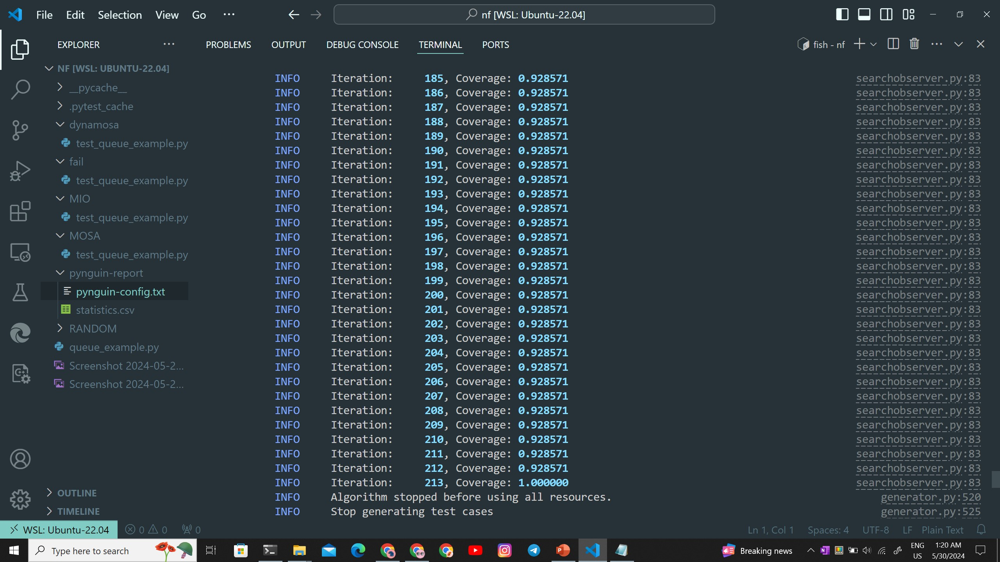 File Edit Selection View Go ...
nf [WSL: Ubuntu-22.04]
EXPLORER ...
PROBLEMS OUTPUT DEBUG CONSOLE TERMINAL PORTS
fish - nf
NF [WSL: UBUNTU-22.04]
__pycache__
.pytest_cache
dynamosa
test_queue_example.py
fail
test_queue_example.py
MIO
test_queue_example.py
MOSA
test_queue_example.py
pynguin-report
pynguin-config.txt
statistics.csv
RANDOM
queue_example.py
Screenshot 2024-05-2...
Screenshot 2024-05-2...
OUTLINE
TIMELINE
INFO Iteration: 185, Coverage: 0.928571 searchobserver.py:83
INFO Iteration: 186, Coverage: 0.928571 searchobserver.py:83
INFO Iteration: 187, Coverage: 0.928571 searchobserver.py:83
INFO Iteration: 188, Coverage: 0.928571 searchobserver.py:83
INFO Iteration: 189, Coverage: 0.928571 searchobserver.py:83
INFO Iteration: 190, Coverage: 0.928571 searchobserver.py:83
INFO Iteration: 191, Coverage: 0.928571 searchobserver.py:83
INFO Iteration: 192, Coverage: 0.928571 searchobserver.py:83
INFO Iteration: 193, Coverage: 0.928571 searchobserver.py:83
INFO Iteration: 194, Coverage: 0.928571 searchobserver.py:83
INFO Iteration: 195, Coverage: 0.928571 searchobserver.py:83
INFO Iteration: 196, Coverage: 0.928571 searchobserver.py:83
INFO Iteration: 197, Coverage: 0.928571 searchobserver.py:83
INFO Iteration: 198, Coverage: 0.928571 searchobserver.py:83
INFO Iteration: 199, Coverage: 0.928571 searchobserver.py:83
INFO Iteration: 200, Coverage: 0.928571 searchobserver.py:83
INFO Iteration: 201, Coverage: 0.928571 searchobserver.py:83
INFO Iteration: 202, Coverage: 0.928571 searchobserver.py:83
INFO Iteration: 203, Coverage: 0.928571 searchobserver.py:83
INFO Iteration: 204, Coverage: 0.928571 searchobserver.py:83
INFO Iteration: 205, Coverage: 0.928571 searchobserver.py:83
INFO Iteration: 206, Coverage: 0.928571 searchobserver.py:83
INFO Iteration: 207, Coverage: 0.928571 searchobserver.py:83
INFO Iteration: 208, Coverage: 0.928571 searchobserver.py:83
INFO Iteration: 209, Coverage: 0.928571 searchobserver.py:83
INFO Iteration: 210, Coverage: 0.928571 searchobserver.py:83
INFO Iteration: 211, Coverage: 0.928571 searchobserver.py:83
INFO Iteration: 212, Coverage: 0.928571 searchobserver.py:83
INFO Iteration: 213, Coverage: 1.000000 searchobserver.py:83
INFO Algorithm stopped before using all resources. generator.py:520
INFO Stop generating test cases generator.py:525
WSL: Ubuntu-22.04 0 0 0 Ln 1, Col 1 Spaces: 4 UTF-8 LF Plain Text
Type here to search
Breaking news
ENG
US
1:20 AM
5/30/2024